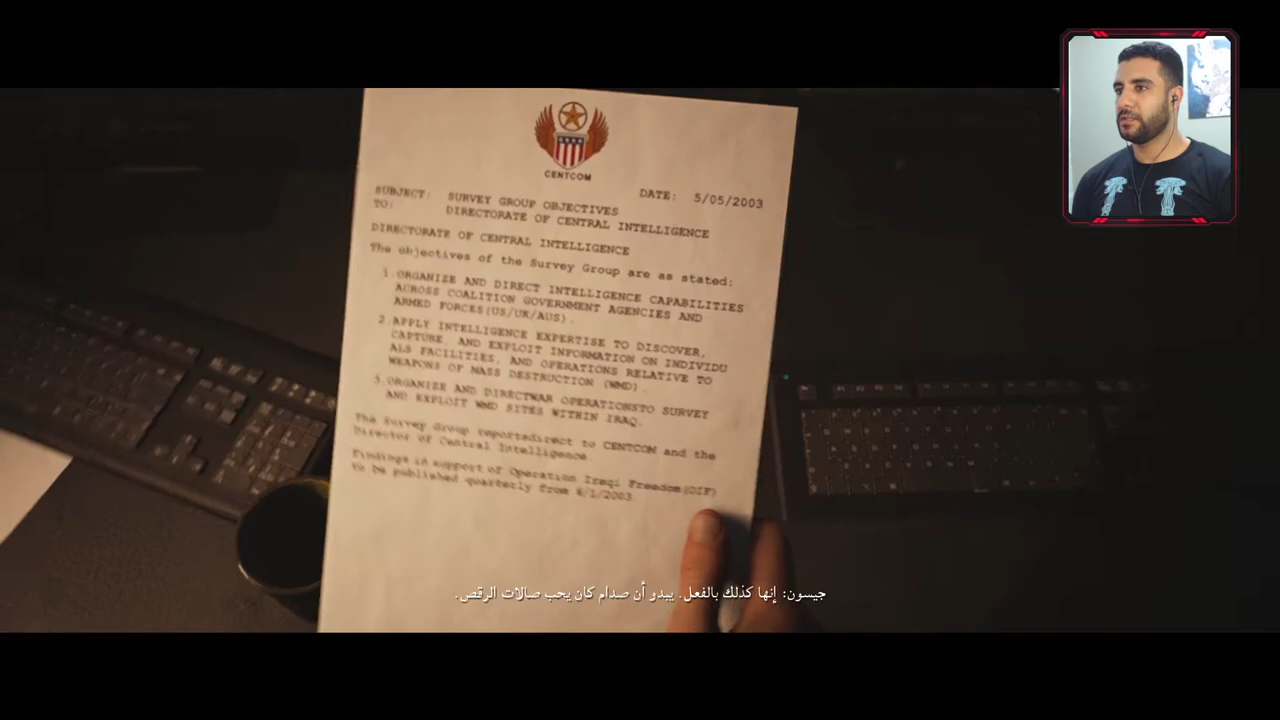 CENTCOM
SUBJECT: SURVEY GROUP OBJECTIVES
DATE: 5/05/2003
TO: DIRECTORATE OF CENTRAL INTELLIGENCE
DIRECTORATE OF CENTRAL INTELLIGENCE
The objectives of the Survey Group are as stated:
1.ORGANIZE AND DIRECT INTELLIGENCE CAPABILITIES
ACROSS COALITION GOVERNMENT AGENCIES AND
ARMED FORCES(US/UK/AUS).
2.APPLY INTELLIGENCE EXPERTISE TO DISCOVER,
CAPTURE AND EXPLOIT INFORMATION ON INDIVIDU
ALS FACILITIES, AND OPERATIONS RELATIVE TO
WEAPONS OF MASS DESTRUCTION (WMD).
3.ORGANIZE AND DIRECTWAR OPERATIONSTO SURVEY
AND EXPLOIT WMD SITES WITHIN IRAQ.
The Survey Group reportedirect to CENTCOM and the
Director of Central Intelligence.
Findings in support of Operation Iraqi Freedom(OIF)
to be published quarterly from 6/1/2003
جيسون: إنها كذلك بالفعل. يبدو أن صدام كان يحب صالات الرقص.